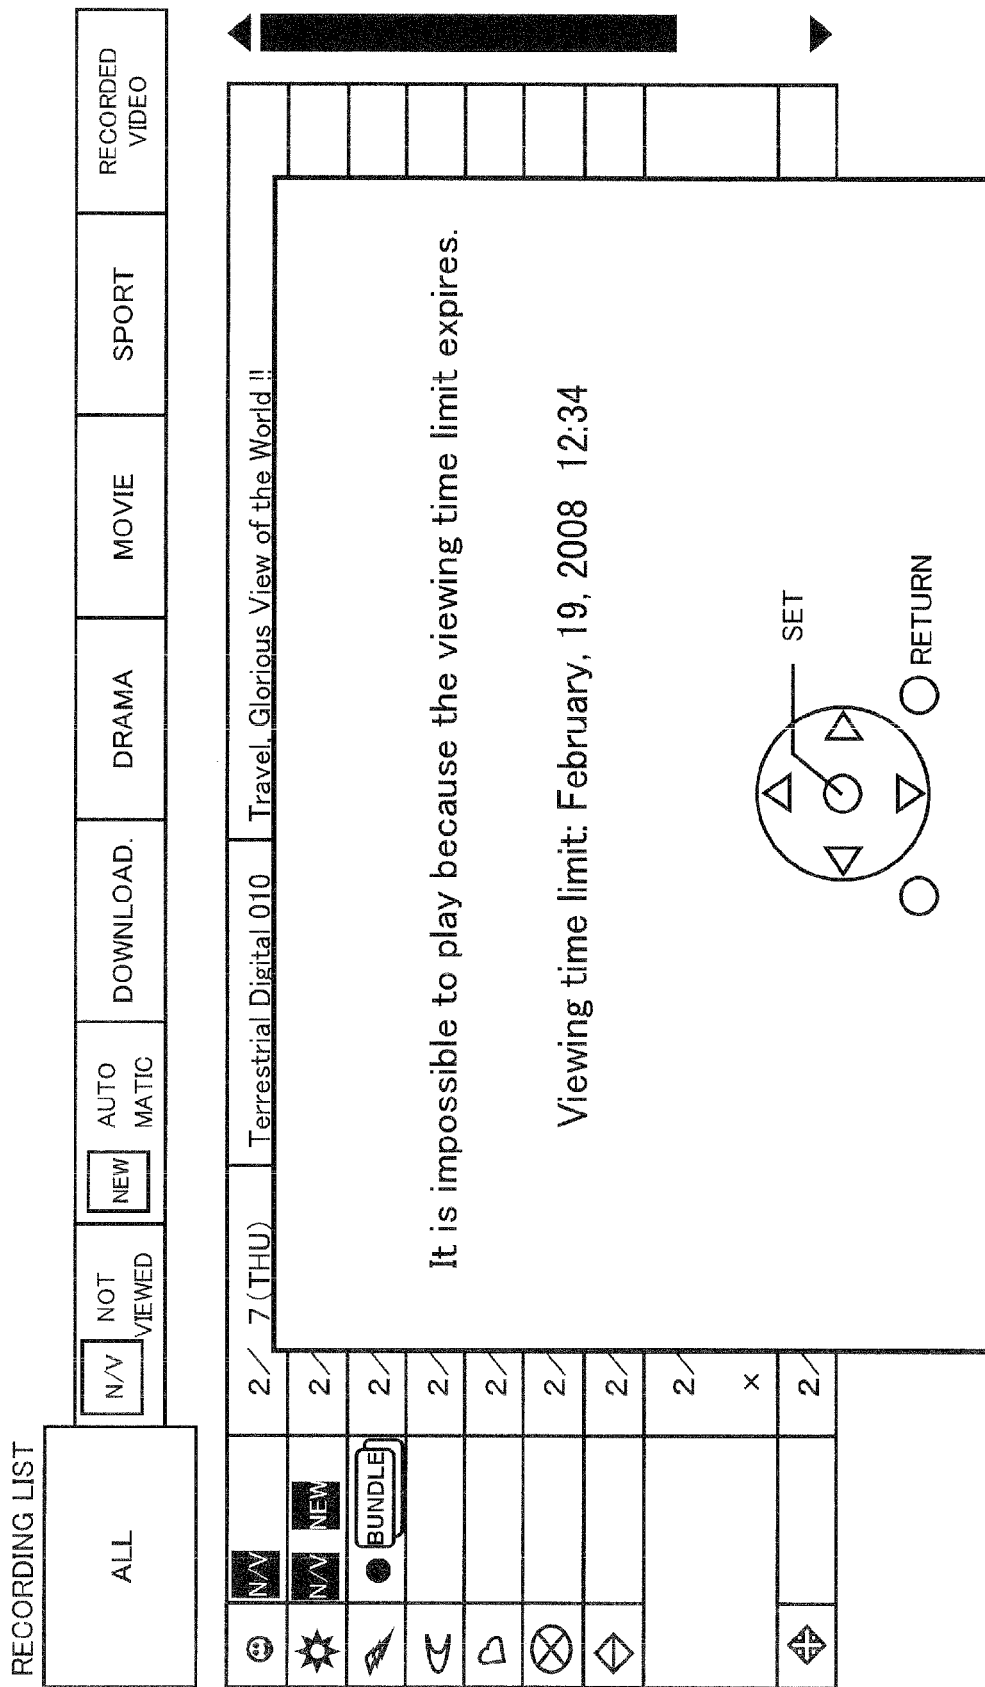 RECORDING LIST
ALL
N/V NOT VIEWED
NEW AUTO MATIC
DOWNLOAD.
DRAMA
MOVIE
SPORT
RECORDED VIDEO
N/V 2/ 7(THU) Terrestrial Digital 010 Travel, Glorious View of the World !!
N/V NEW 2/
BUNDLE 2/
2/
2/
2/
2/
2/
×
2/
It is impossible to play because the viewing time limit expires.
Viewing time limit: February, 19, 2008 12:34
SET
RETURN